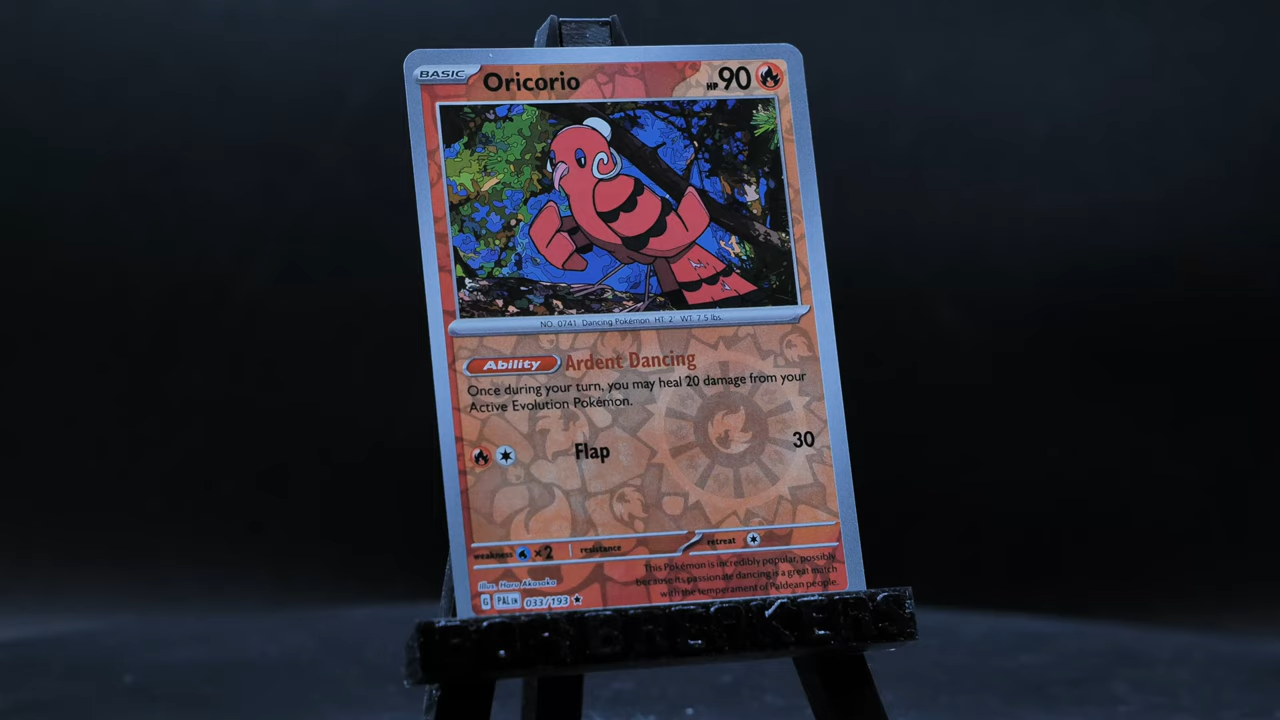 BASIC Oricorio HP 90
NO. 0741 Dancing Pokémon HT: 2' WT: 7.5 lbs.
Ability Ardent Dancing
Once during your turn, you may heal 20 damage from your
Active Evolution Pokémon.
Flap 30
weakness ×2 resistance retreat
This Pokémon is incredibly popular, possibly
because its passionate dancing is a great match
with the temperament of Paldean people.
Illus. Haru Akasaka
G PAL EN 033/193